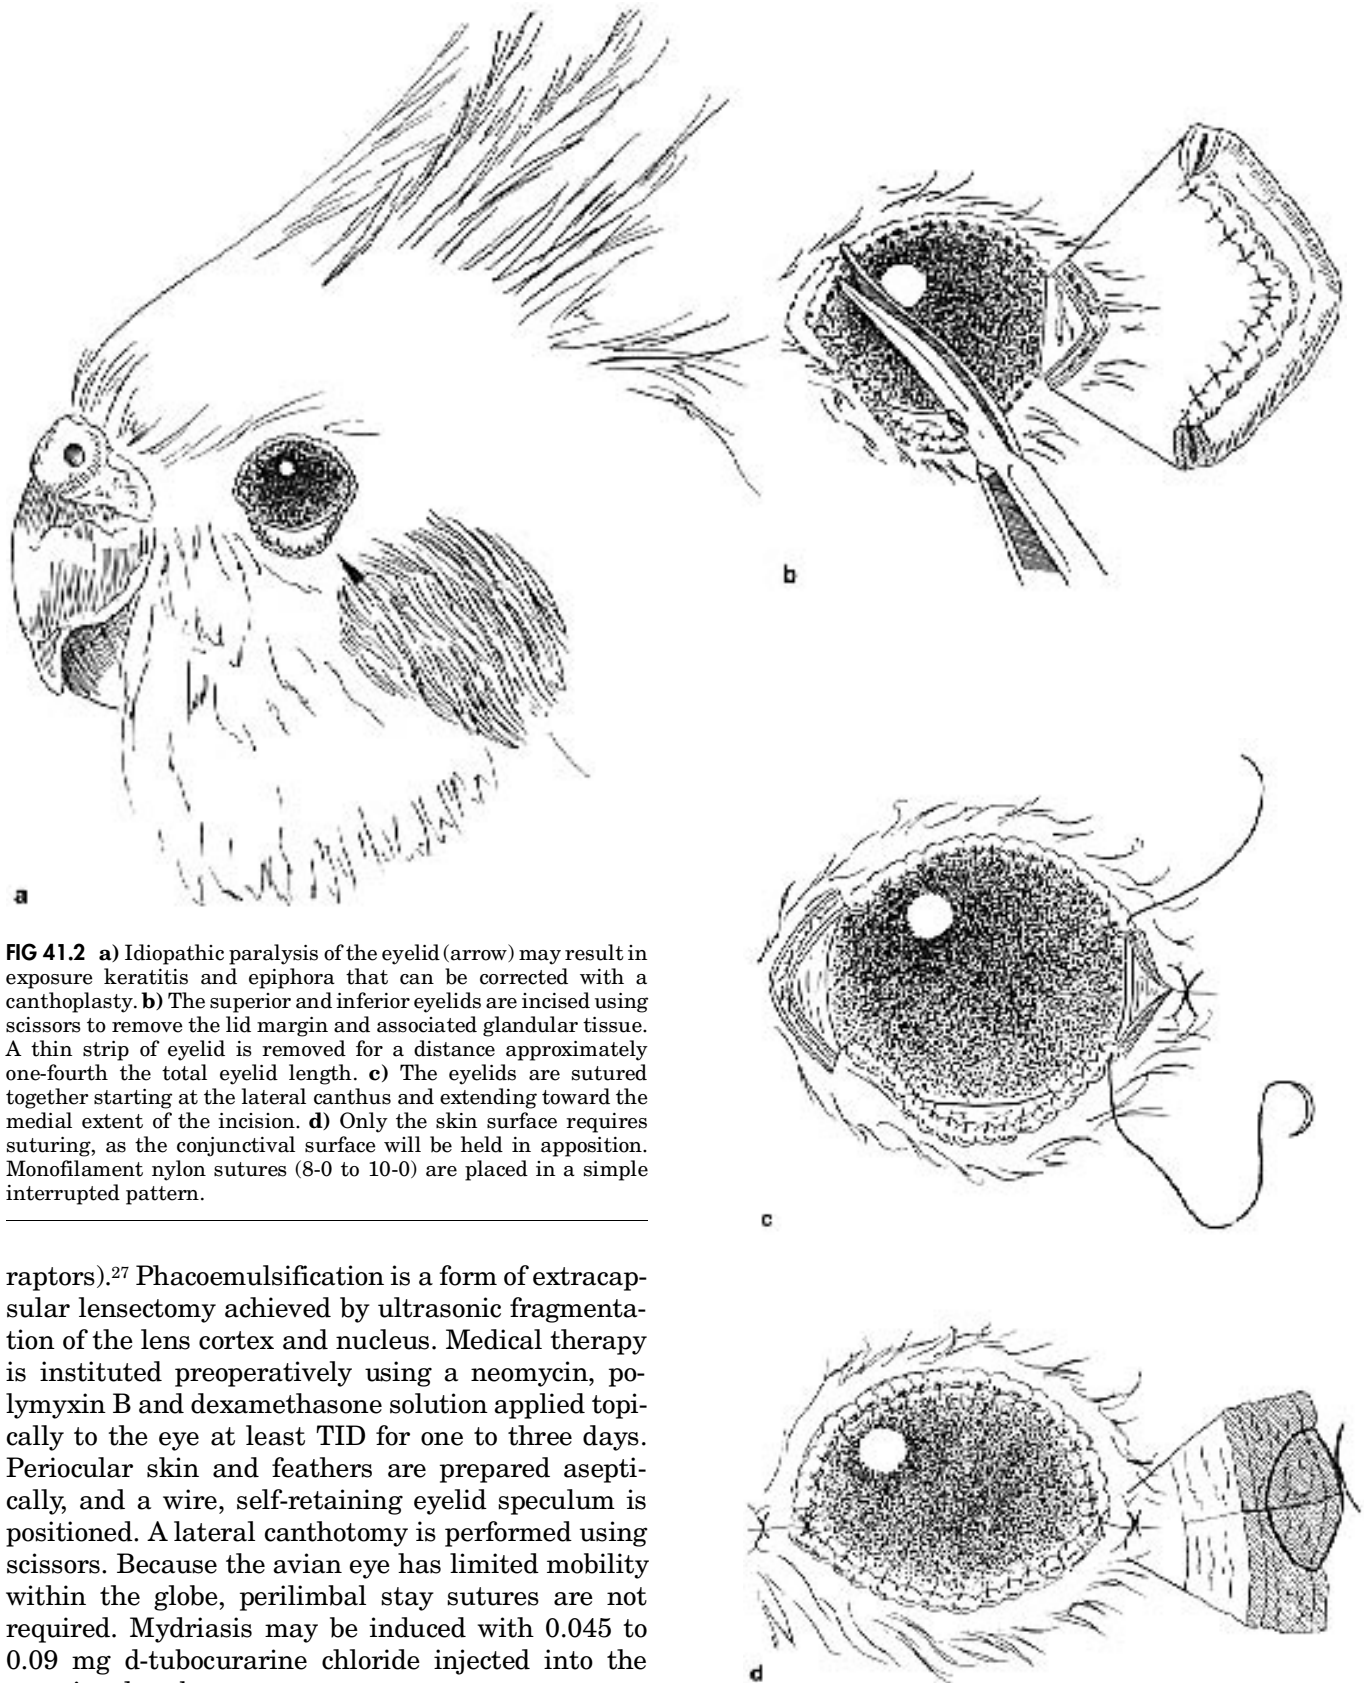 a
b
FIG 41.2 a) Idiopathic paralysis of the eyelid (arrow) may result in
exposure keratitis and epiphora that can be corrected with a
canthoplasty. b) The superior and inferior eyelids are incised using
scissors to remove the lid margin and associated glandular tissue.
A thin strip of eyelid is removed for a distance approximately
one-fourth the total eyelid length. c) The eyelids are sutured
together starting at the lateral canthus and extending toward the
medial extent of the incision. d) Only the skin surface requires
suturing, as the conjunctival surface will be held in apposition.
Monofilament nylon sutures (8-0 to 10-0) are placed in a simple
interrupted pattern.
raptors).27 Phacoemulsification is a form of extracap-
sular lensectomy achieved by ultrasonic fragmenta-
tion of the lens cortex and nucleus. Medical therapy
is instituted preoperatively using a neomycin, po-
lymyxin B and dexamethasone solution applied topi-
cally to the eye at least TID for one to three days.
Periocular skin and feathers are prepared asepti-
cally, and a wire, self-retaining eyelid speculum is
positioned. A lateral canthotomy is performed using
scissors. Because the avian eye has limited mobility
within the globe, perilimbal stay sutures are not
required. Mydriasis may be induced with 0.045 to
0.09 mg d-tubocurarine chloride injected into the
c
d